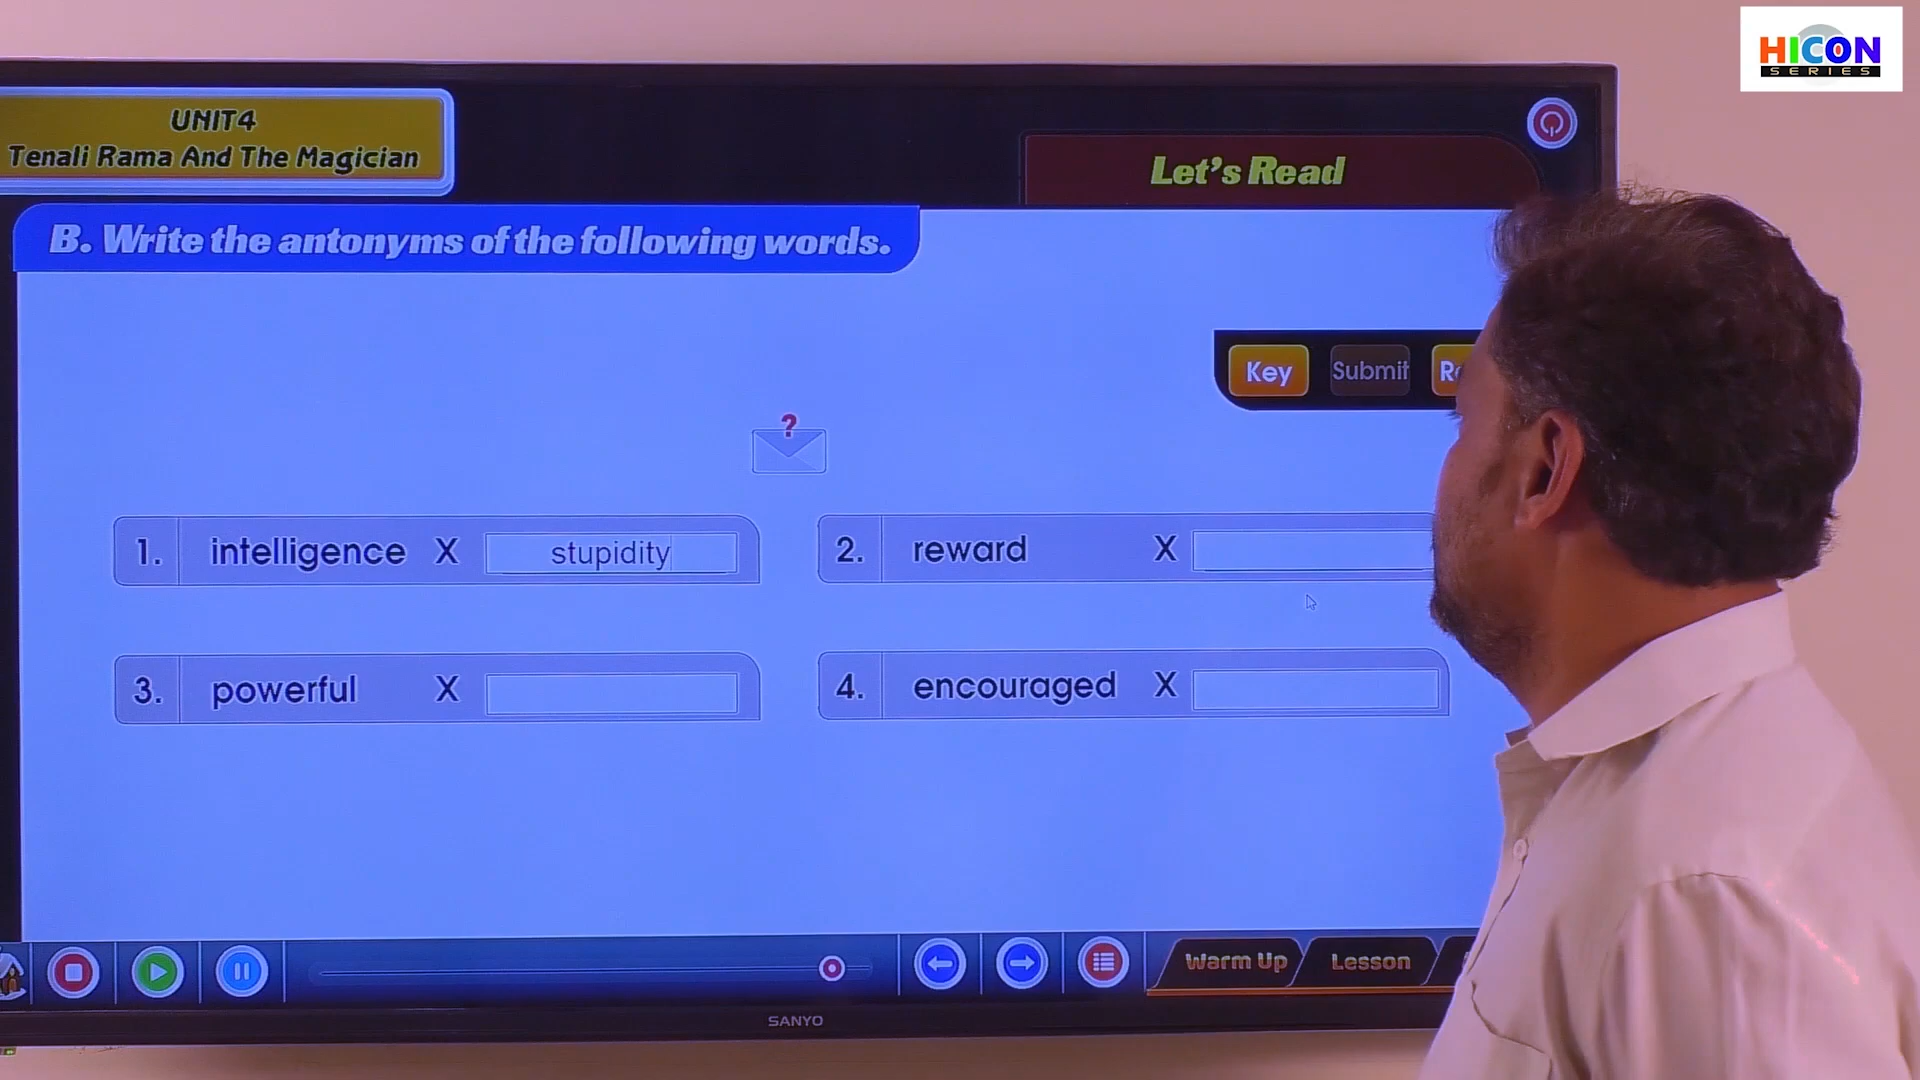 HICON
SERIES
UNIT4
Tenali Rama And The Magician
Let's Read
B. Write the antonyms of the following words.
Key Submit
?
1. intelligence X stupidity
2. reward X
3. powerful X
4. encouraged X
Warm Up Lesson
SANYO